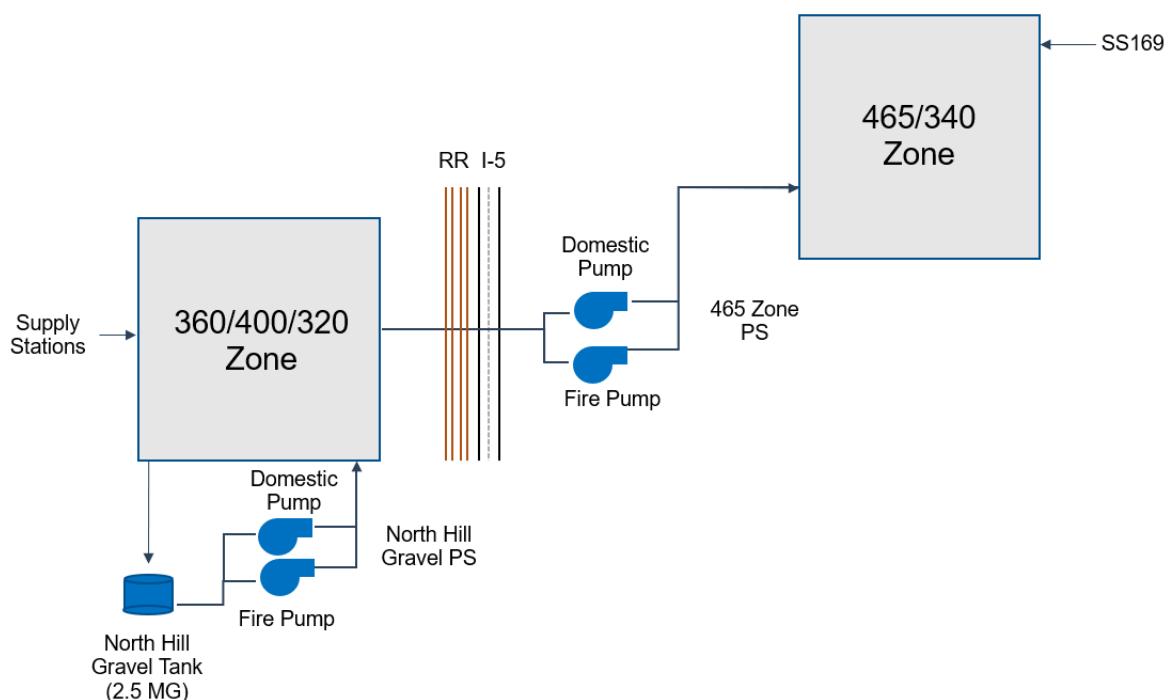 SS169
465/340
Zone
RR I-5
Domestic
Pump
360/400/320
Zone
Supply
Stations
465 Zone
PS
Fire Pump
Domestic
Pump
North Hill
Gravel PS
Fire Pump
North Hill
Gravel Tank
(2.5 MG)